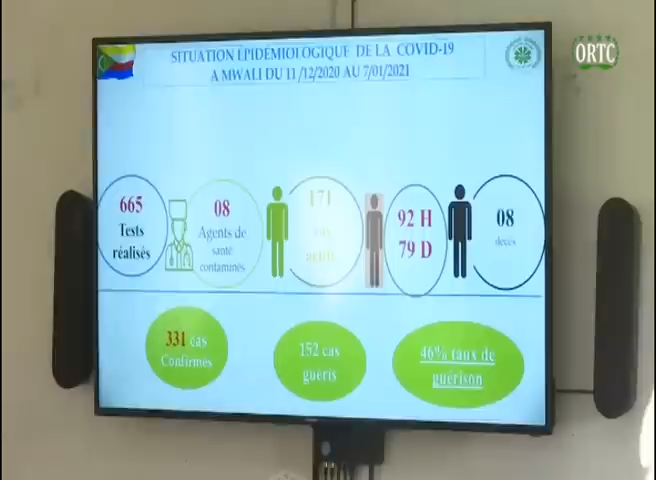 SITUATION EPIDEMIOLOGIQUE DE LA COVID-19
A MWALI DU 11/12/2020 AU 7/01/2021
ORTC
665
Tests
réalisés
08
Agents de
santé
contaminés
171
cas
actifs
92 H
79 D
08
décès
331 cas
Confirmés
152 cas
guéris
46% taux de
guérison